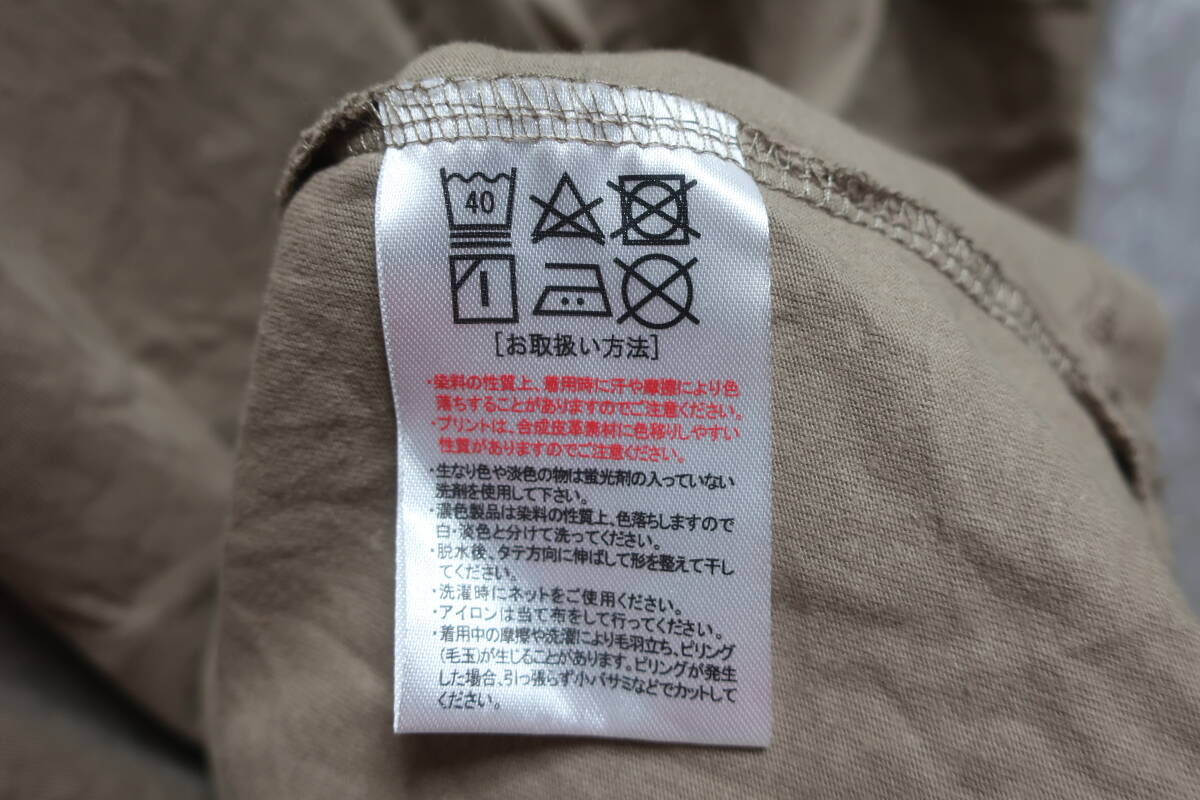 40
[お取扱い方法]
・染料の性質上、着用時に汗や摩擦により色
落ちすることがありますのでご注意ください。
・プリントは、合成皮革素材に色移りしやすい
性質がありますのでご注意ください。
・生なり色や淡色の物は蛍光剤の入っていない
洗剤を使用して下さい。
・濃色製品は染料の性質上、色落ちしますので
白・淡色と分けて洗ってください。
・脱水後、タテ方向に伸ばして形を整えて干し
てください。
・洗濯時にネットをご使用ください。
・アイロンは当て布をして行ってください。
・着用中の摩擦や洗濯により毛羽立ち、ピリング
(毛玉)が生じることがあります。ピリングが発生
した場合、引っ張らず小バサミなどでカットして
ください。